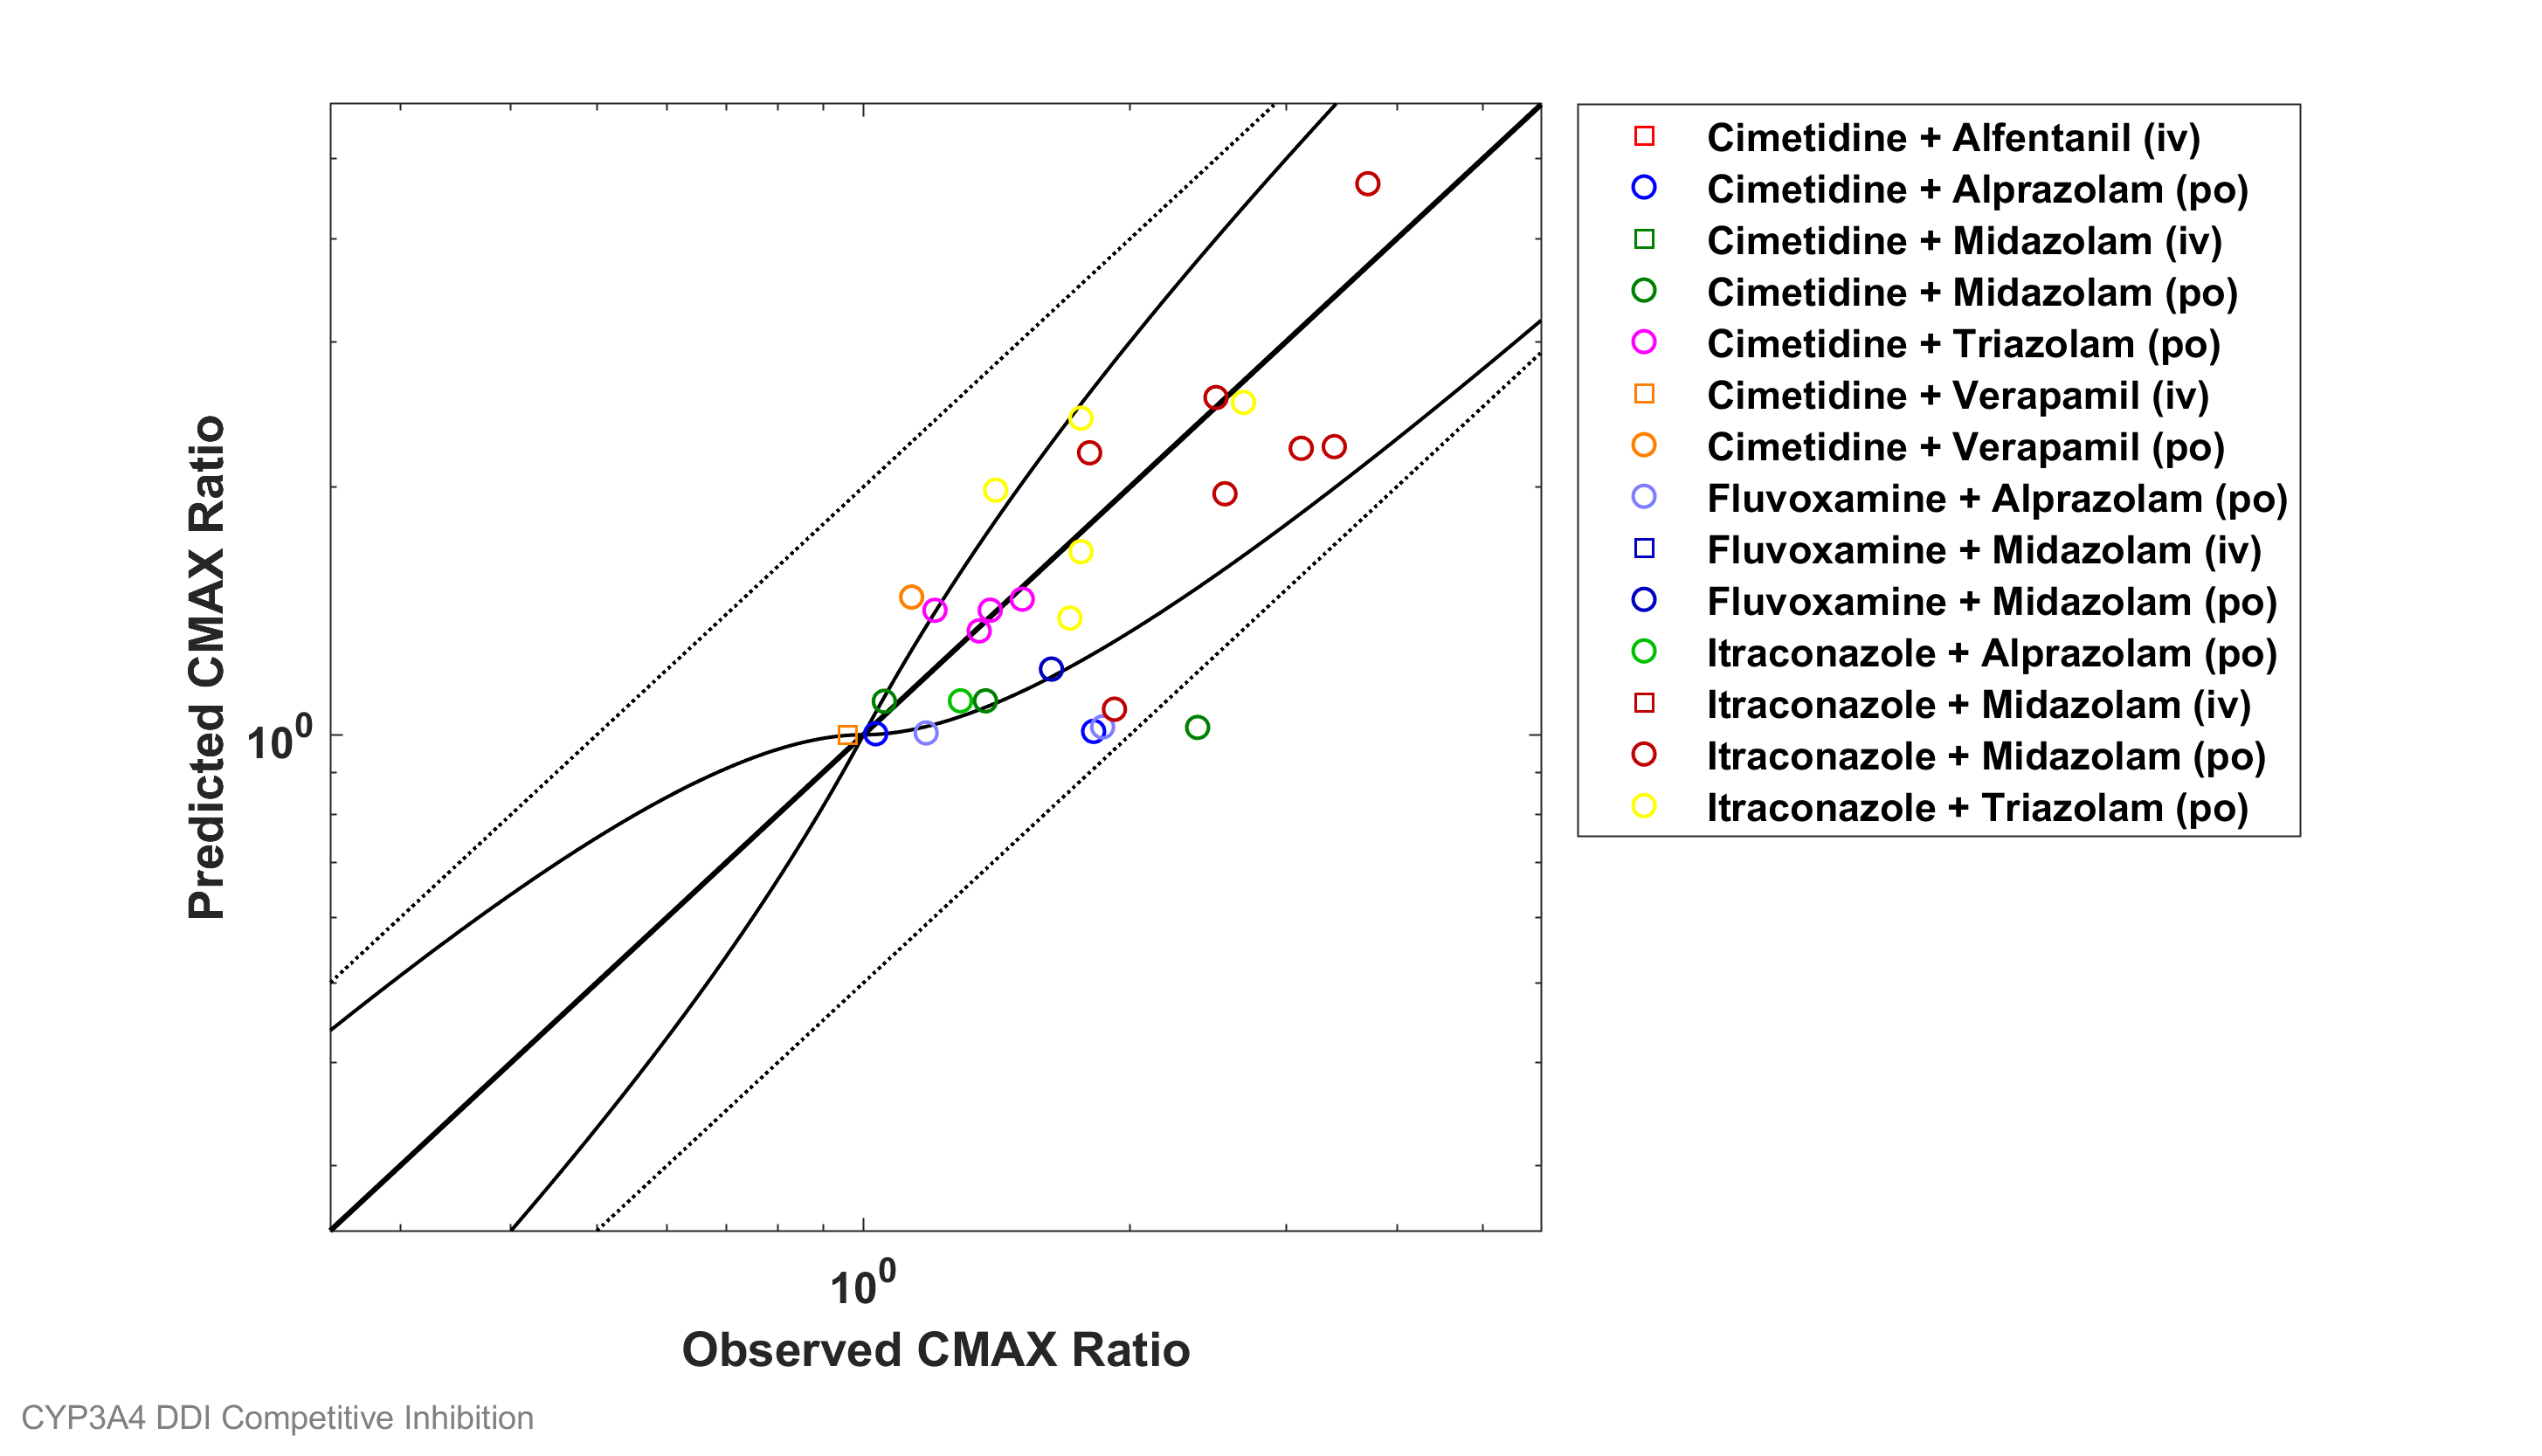 Cimetidine + Alfentanil (iv)
Cimetidine + Alprazolam (po)
Cimetidine + Midazolam (iv)
Cimetidine + Midazolam (po)
Cimetidine + Triazolam (po)
Cimetidine + Verapamil (iv)
Cimetidine + Verapamil (po)
Fluvoxamine + Alprazolam (po)
Fluvoxamine + Midazolam (iv)
Fluvoxamine + Midazolam (po)
Itraconazole + Alprazolam (po)
Itraconazole + Midazolam (iv)
Itraconazole + Midazolam (po)
Itraconazole + Triazolam (po)
Predicted CMAX Ratio
10^0
10^0
Observed CMAX Ratio
CYP3A4 DDI Competitive Inhibition